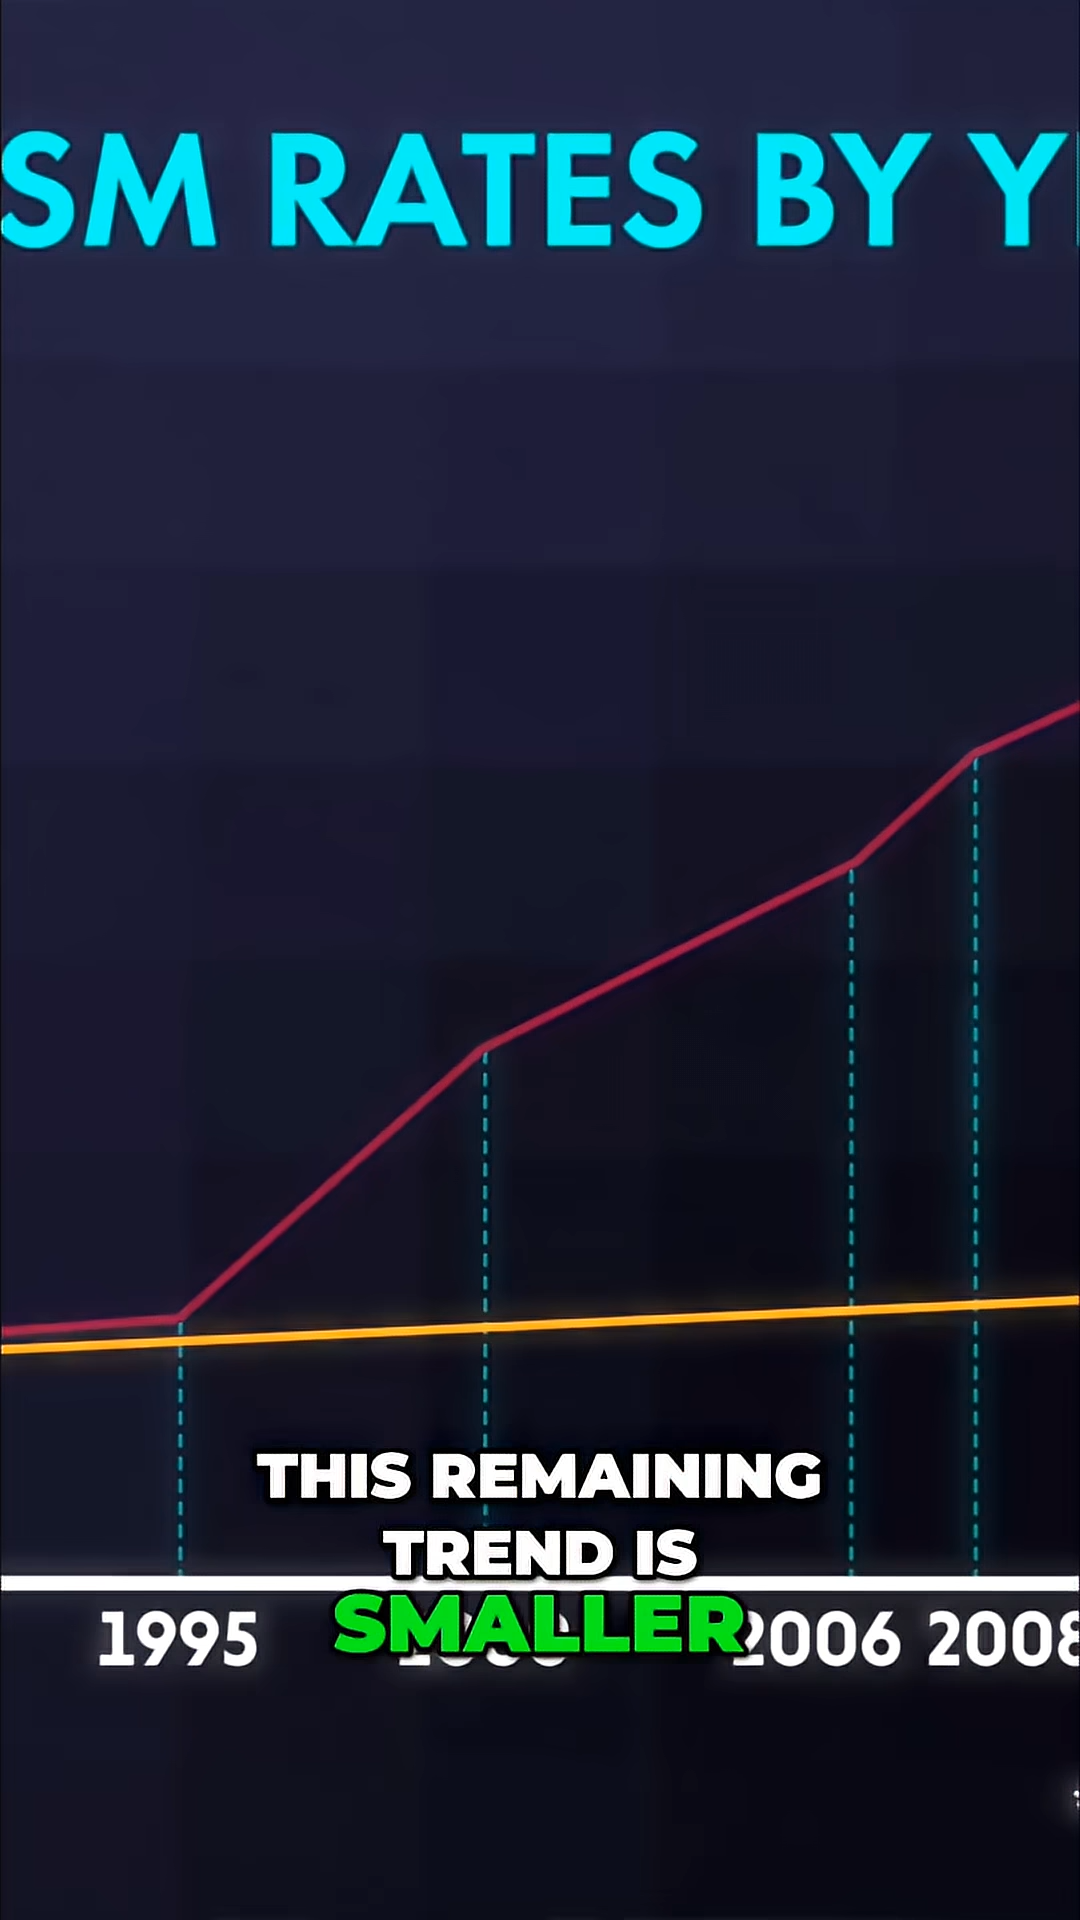 SM RATES BY Y
THIS REMAINING
TREND IS
SMALLER
1995 2006 2008